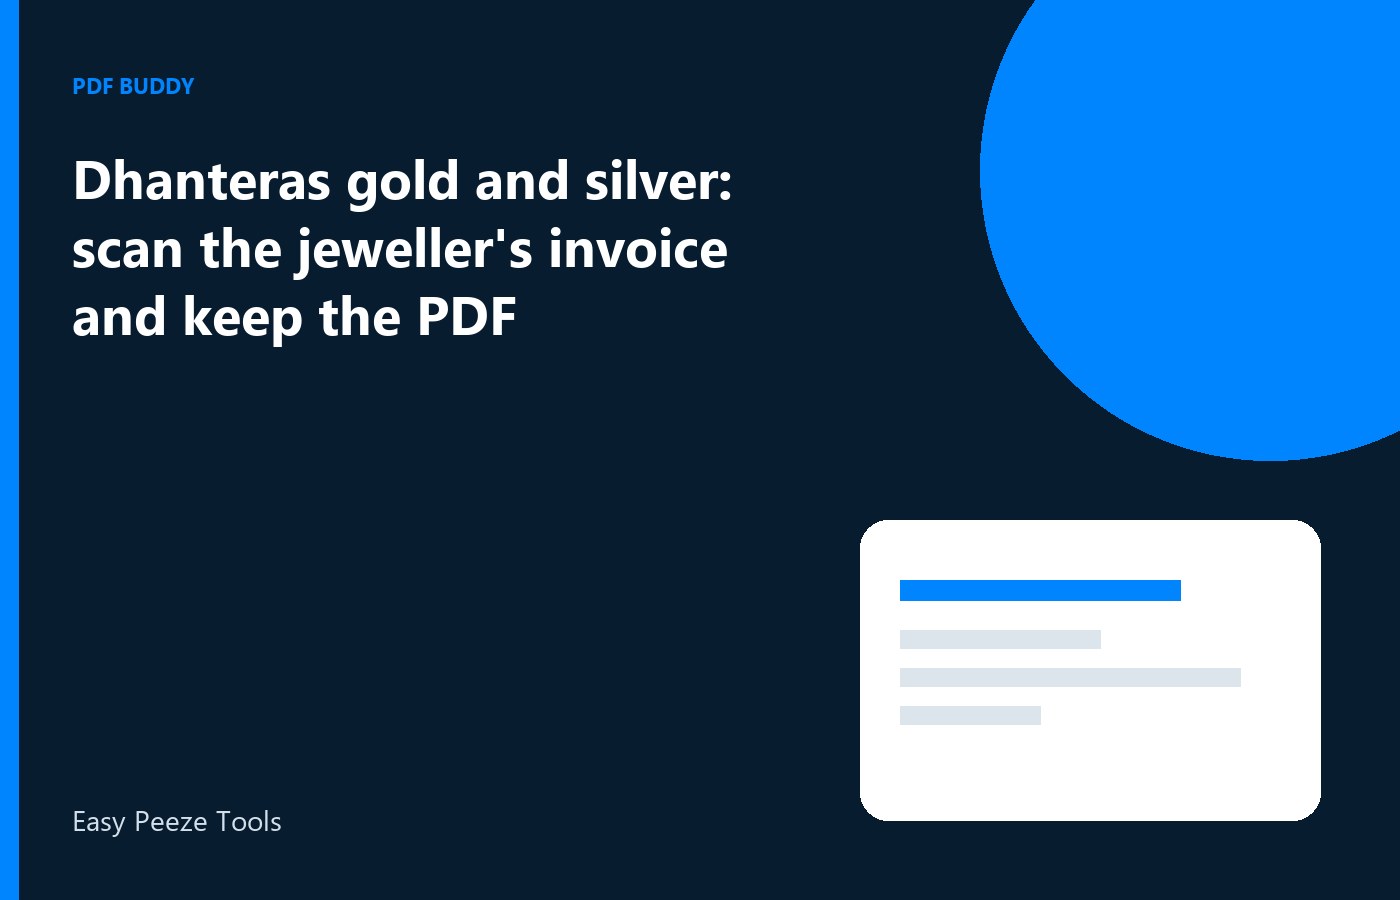 PDF BUDDY
Dhanteras gold and silver:
scan the jeweller's invoice
and keep the PDF
Easy Peeze Tools